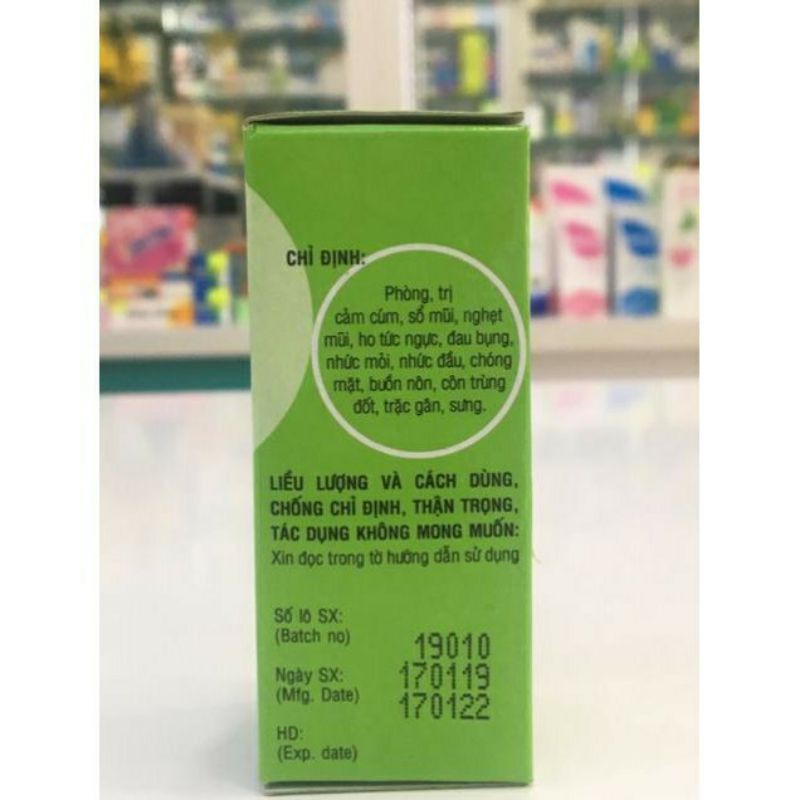 CHỈ ĐỊNH:
Phòng, trị
cảm cúm, sổ mũi, nghẹt
mũi, ho tức ngực, đau bụng,
nhức mỏi, nhức đầu, chóng
mặt, buồn nôn, côn trùng
đốt, trặc gân, sưng.
LIỀU LƯỢNG VÀ CÁCH DÙNG,
CHỐNG CHỈ ĐỊNH, THẬN TRỌNG,
TÁC DỤNG KHÔNG MONG MUỐN:
Xin đọc trong tờ hướng dẫn sử dụng
Số lô SX:
(Batch no) 19010
Ngày SX: 170119
(Mfg. Date) 170122
HD:
(Exp. date)